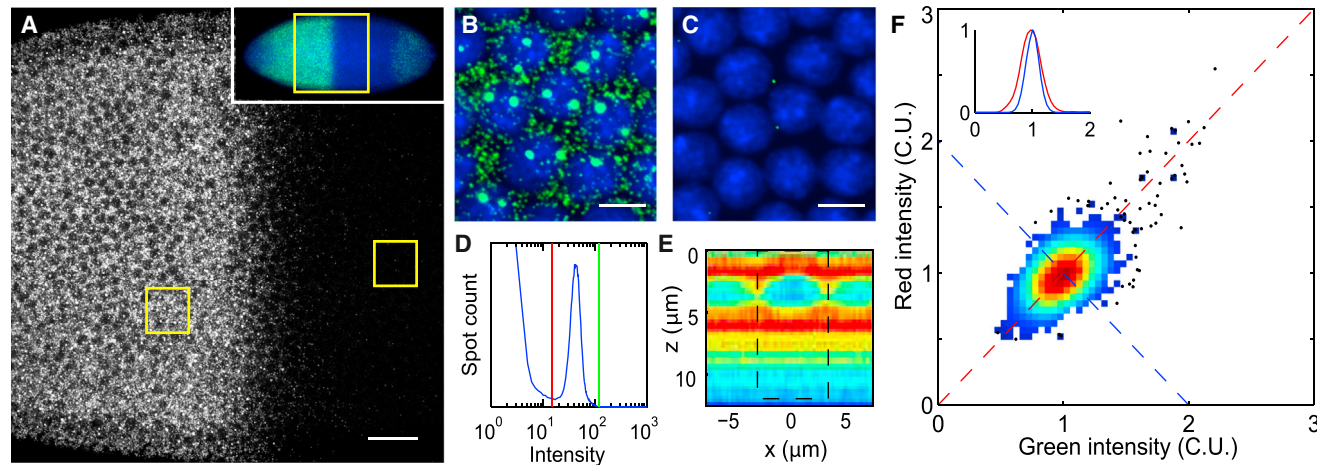 A
B
C
D
Spot count
10⁰ 10¹ 10² 10³
Intensity
E
0
5
10
z (µm)
−5 0 5
x (µm)
F
3
2
1
0
Red intensity (C.U.)
1
0
0 1 2
0 1 2 3
Green intensity (C.U.)